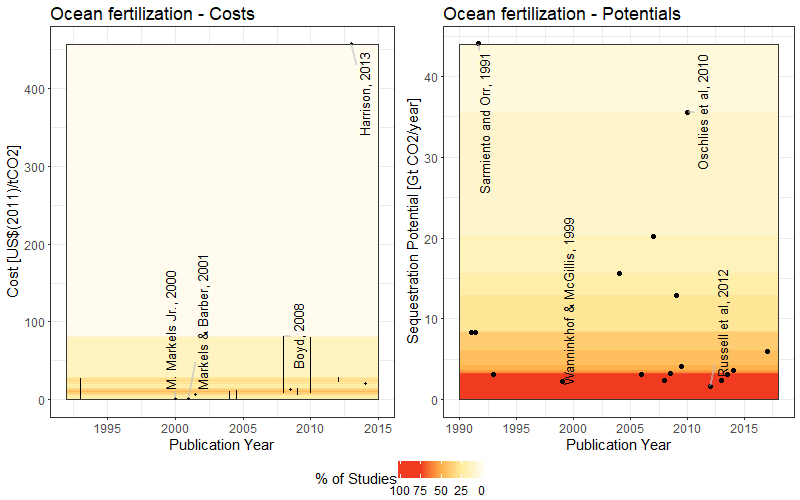 Ocean fertilization - Costs
Cost [US$(2011)/tCO2]
400
300
200
100
0
M. Markels Jr., 2000
Markels & Barber, 2001
Boyd, 2008
Harrison, 2013
1995
2000
2005
2010
2015
Publication Year
Ocean fertilization - Potentials
Sequestration Potential [Gt CO2/year]
40
30
20
10
0
Sarmiento and Orr, 1991
Wanninkhof & McGillis, 1999
Oschlies et al, 2010
Russell et al, 2012
1990
1995
2000
2005
2010
2015
Publication Year
% of Studies
100 75 50 25 0